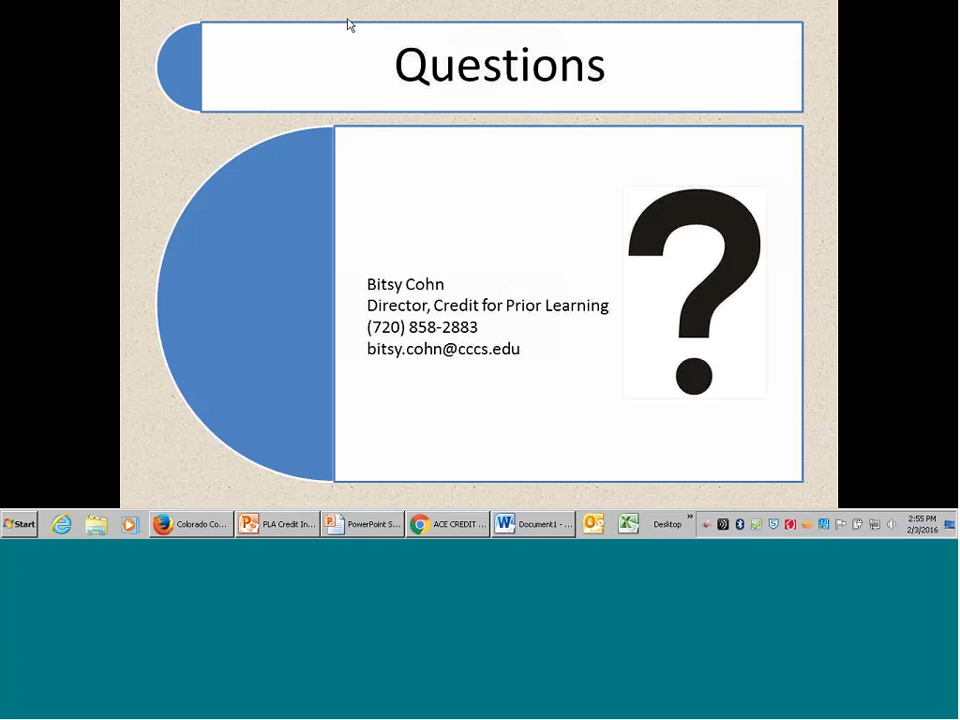 Questions
Bitsy Cohn
Director, Credit for Prior Learning
(720) 858-2883
bitsy.cohn@cccs.edu
?
Start
Colorado Co...
PLA Credit In...
PowerPoint S...
ACE CREDIT ...
Document1 - ...
Desktop
2:55 PM
2/3/2016